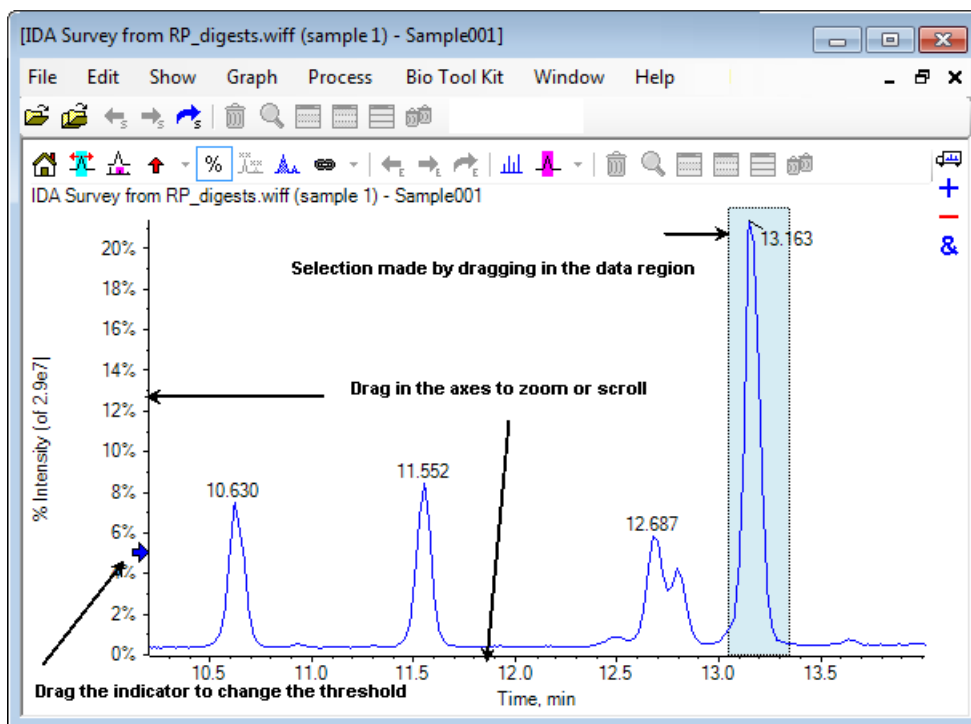 [IDA Survey from RP_digests.wiff (sample 1) - Sample001]
File Edit Show Graph Process Bio Tool Kit Window Help
S S S
% E E E
IDA Survey from RP_digests.wiff (sample 1) - Sample001
&
% Intensity (of 2.9e7)
20%
18%
16%
14%
12%
10%
8%
6%
4%
2%
0%
13.163
Selection made by dragging in the data region
Drag in the axes to zoom or scroll
10.630
11.552
12.687
10.5 11.0 11.5 12.0 12.5 13.0 13.5
Time, min
Drag the indicator to change the threshold